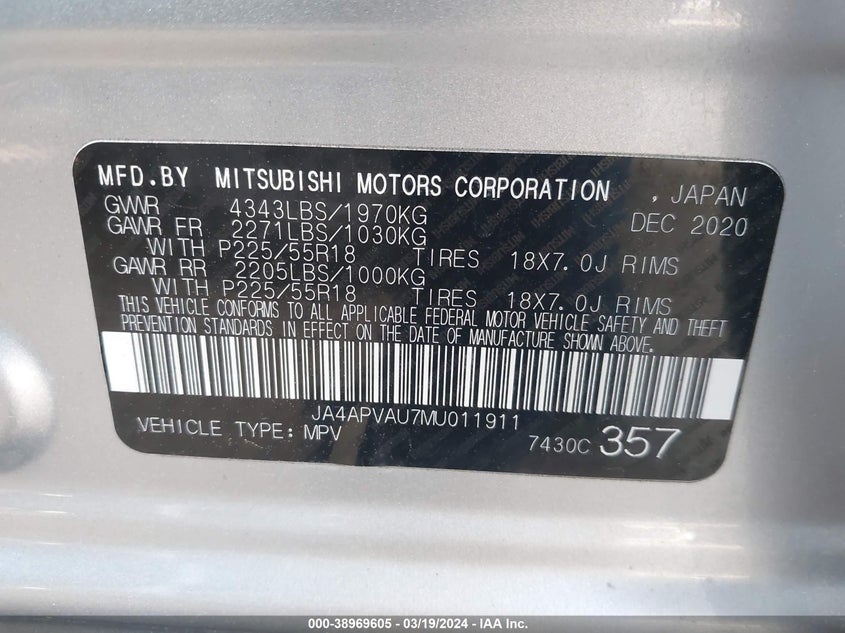 MFD.BY MITSUBISHI MOTORS CORPORATION , JAPAN
GVWR 4343LBS/1970KG DEC 2020
GAWR FR 2271LBS/1030KG
WITH P225/55R18 TIRES 18X7.0J RIMS
GAWR RR 2205LBS/1000KG
WITH P225/55R18 TIRES 18X7.0J RIMS
THIS VEHICLE CONFORMS TO ALL APPLICABLE FEDERAL MOTOR VEHICLE SAFETY AND THEFT
PREVENTION STANDARDS IN EFFECT ON THE DATE OF MANUFACTURE SHOWN ABOVE.
JA4APVAU7MU011911
VEHICLE TYPE: MPV 7430C 357
000-38969605 - 03/19/2024 - IAA Inc.